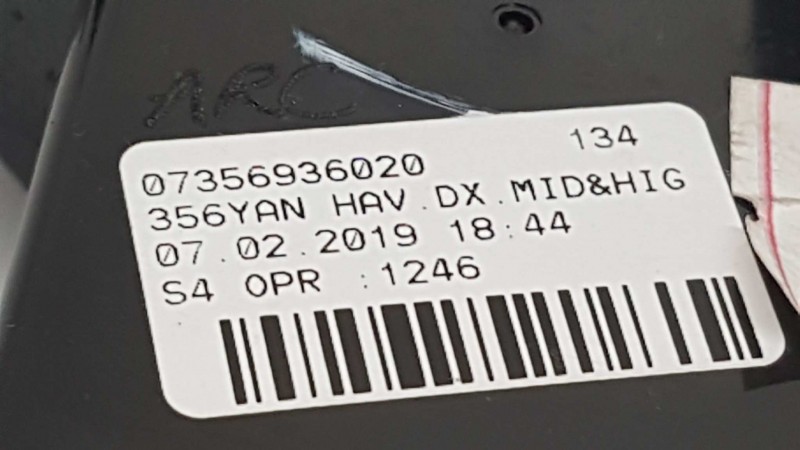 ARC
134
07356936020
356YAN HAV.DX.MID&HIG
07.02.2019 18:44
S4 OPR :1246